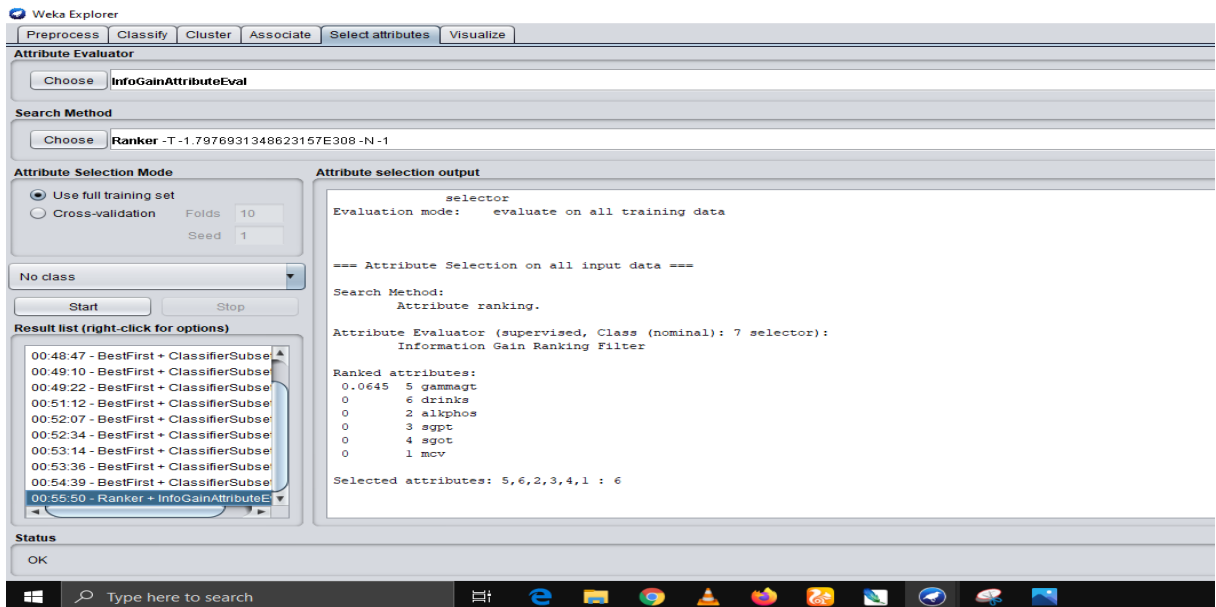 Weka Explorer
Preprocess Classify Cluster Associate Select attributes Visualize
Attribute Evaluator
Choose InfoGainAttributeEval
Search Method
Choose Ranker -T -1.7976931348623157E308 -N -1
Attribute Selection Mode
Use full training set
Cross-validation Folds 10
Seed 1
No class
Start Stop
Result list (right-click for options)
00:48:47 - BestFirst + ClassifierSubse
00:49:10 - BestFirst + ClassifierSubse
00:49:22 - BestFirst + ClassifierSubse
00:51:12 - BestFirst + ClassifierSubse
00:52:07 - BestFirst + ClassifierSubse
00:52:34 - BestFirst + ClassifierSubse
00:53:14 - BestFirst + ClassifierSubse
00:53:36 - BestFirst + ClassifierSubse
00:54:39 - BestFirst + ClassifierSubse
00:55:50 - Ranker + InfoGainAttributeE
Attribute selection output
selector
Evaluation mode: evaluate on all training data
=== Attribute Selection on all input data ===
Search Method:
Attribute ranking.
Attribute Evaluator (supervised, Class (nominal): 7 selector):
Information Gain Ranking Filter
Ranked attributes:
0.0645 5 gammagt
0 6 drinks
0 2 alkphos
0 3 sgpt
0 4 sgot
0 1 mcv
Selected attributes: 5,6,2,3,4,1 : 6
Status
OK
Type here to search